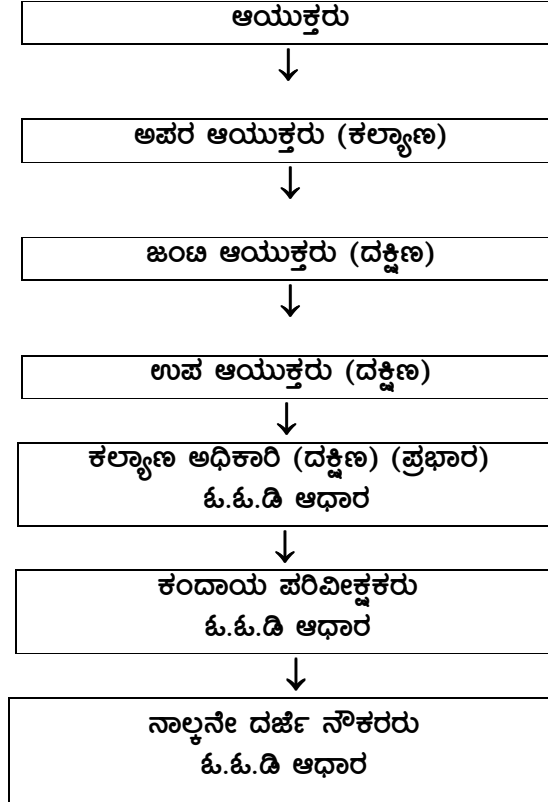 ಆಯುಕ್ತರು
ಅಪರ ಆಯುಕ್ತರು (ಕಲ್ಯಾಣ)
ಜಂಟಿ ಆಯುಕ್ತರು (ದಕ್ಷಿಣ)
ಉಪ ಆಯುಕ್ತರು (ದಕ್ಷಿಣ)
ಕಲ್ಯಾಣ ಅಧಿಕಾರಿ (ದಕ್ಷಿಣ) (ಪ್ರಭಾರ)
ಓ.ಓ.ಡಿ ಆಧಾರ
ಕಂದಾಯ ಪರಿವೀಕ್ಷಕರು
ಓ.ಓ.ಡಿ ಆಧಾರ
ನಾಲ್ಕನೇ ದರ್ಜೆ ನೌಕರರು
ಓ.ಓ.ಡಿ ಆಧಾರ